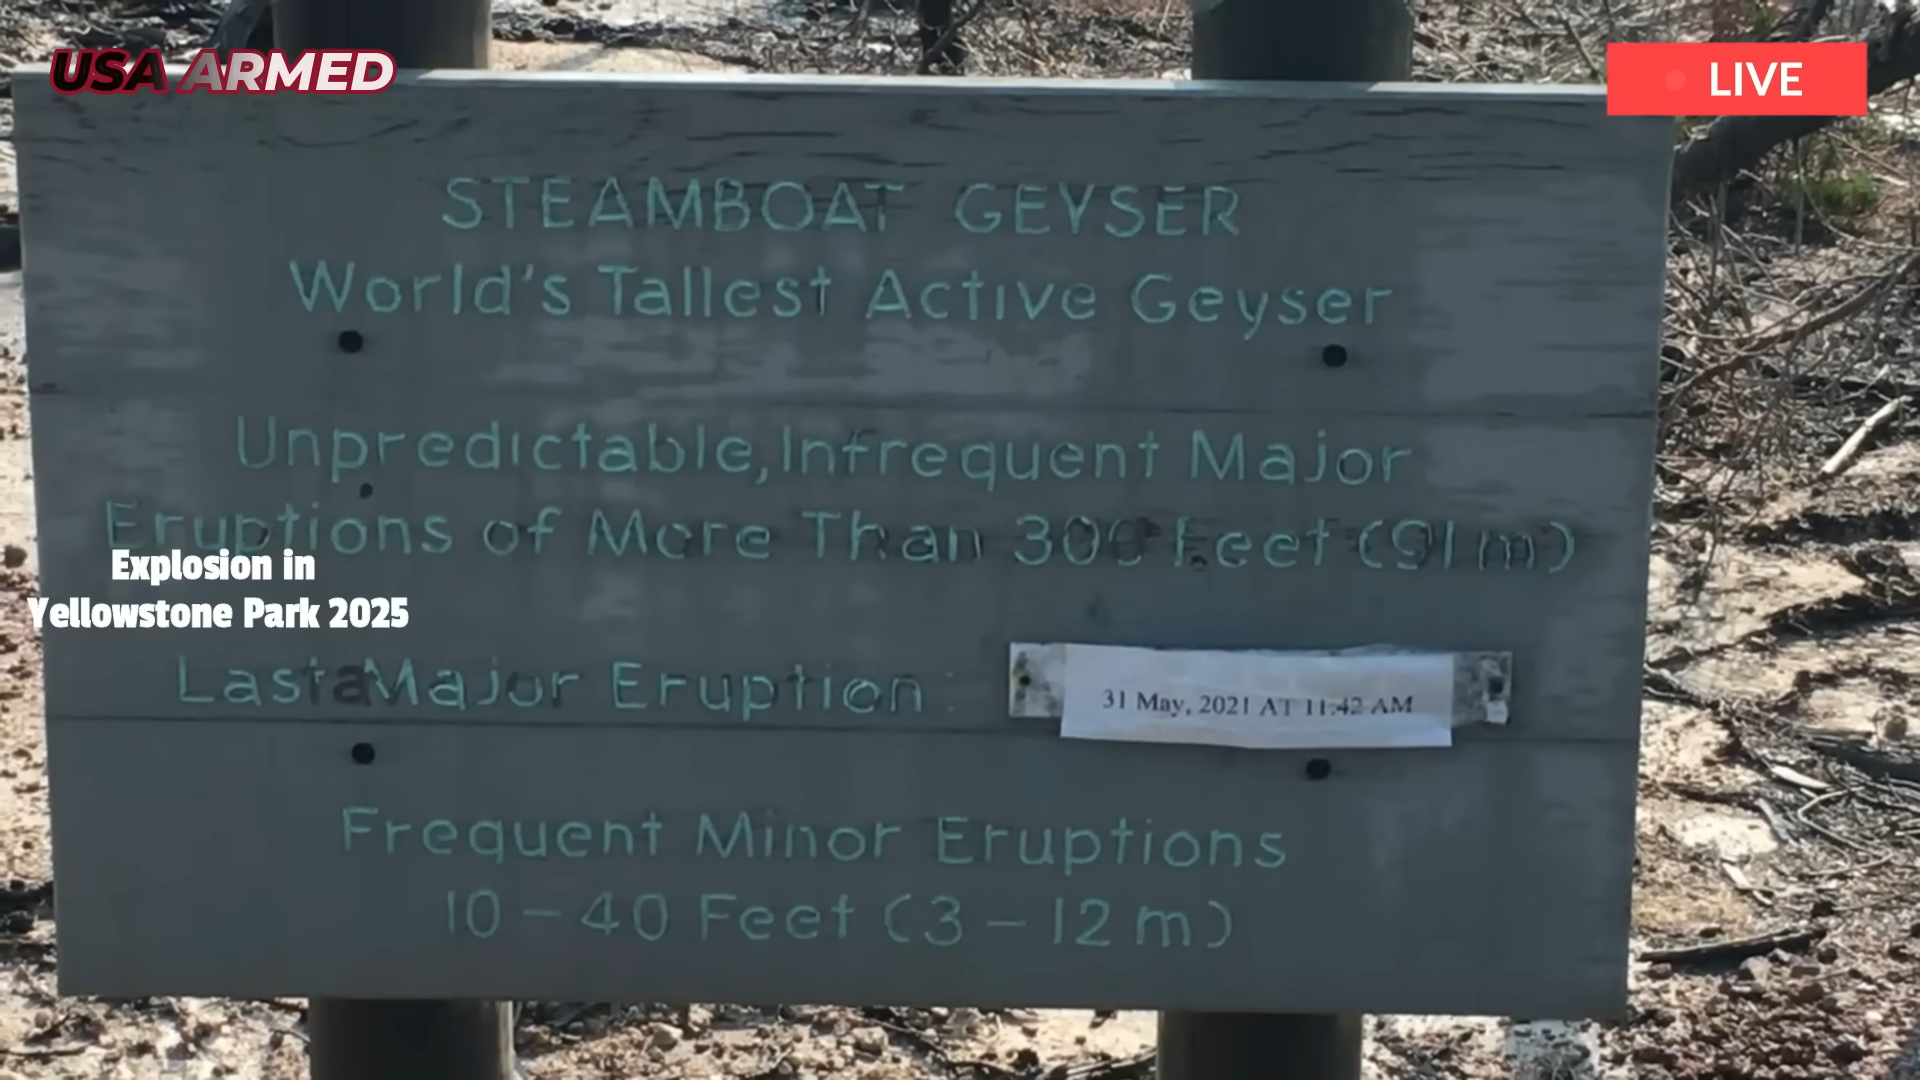 USA ARMED
LIVE
STEAMBOAT GEYSER
World's Tallest Active Geyser
Unpredictable, Infrequent Major
Eruptions of More Than 300 Feet (91m)
Explosion in
Yellowstone Park 2025
Last Major Eruption:
31 May, 2021 AT 11:42 AM
Frequent Minor Eruptions
10 - 40 Feet (3 - 12 m)